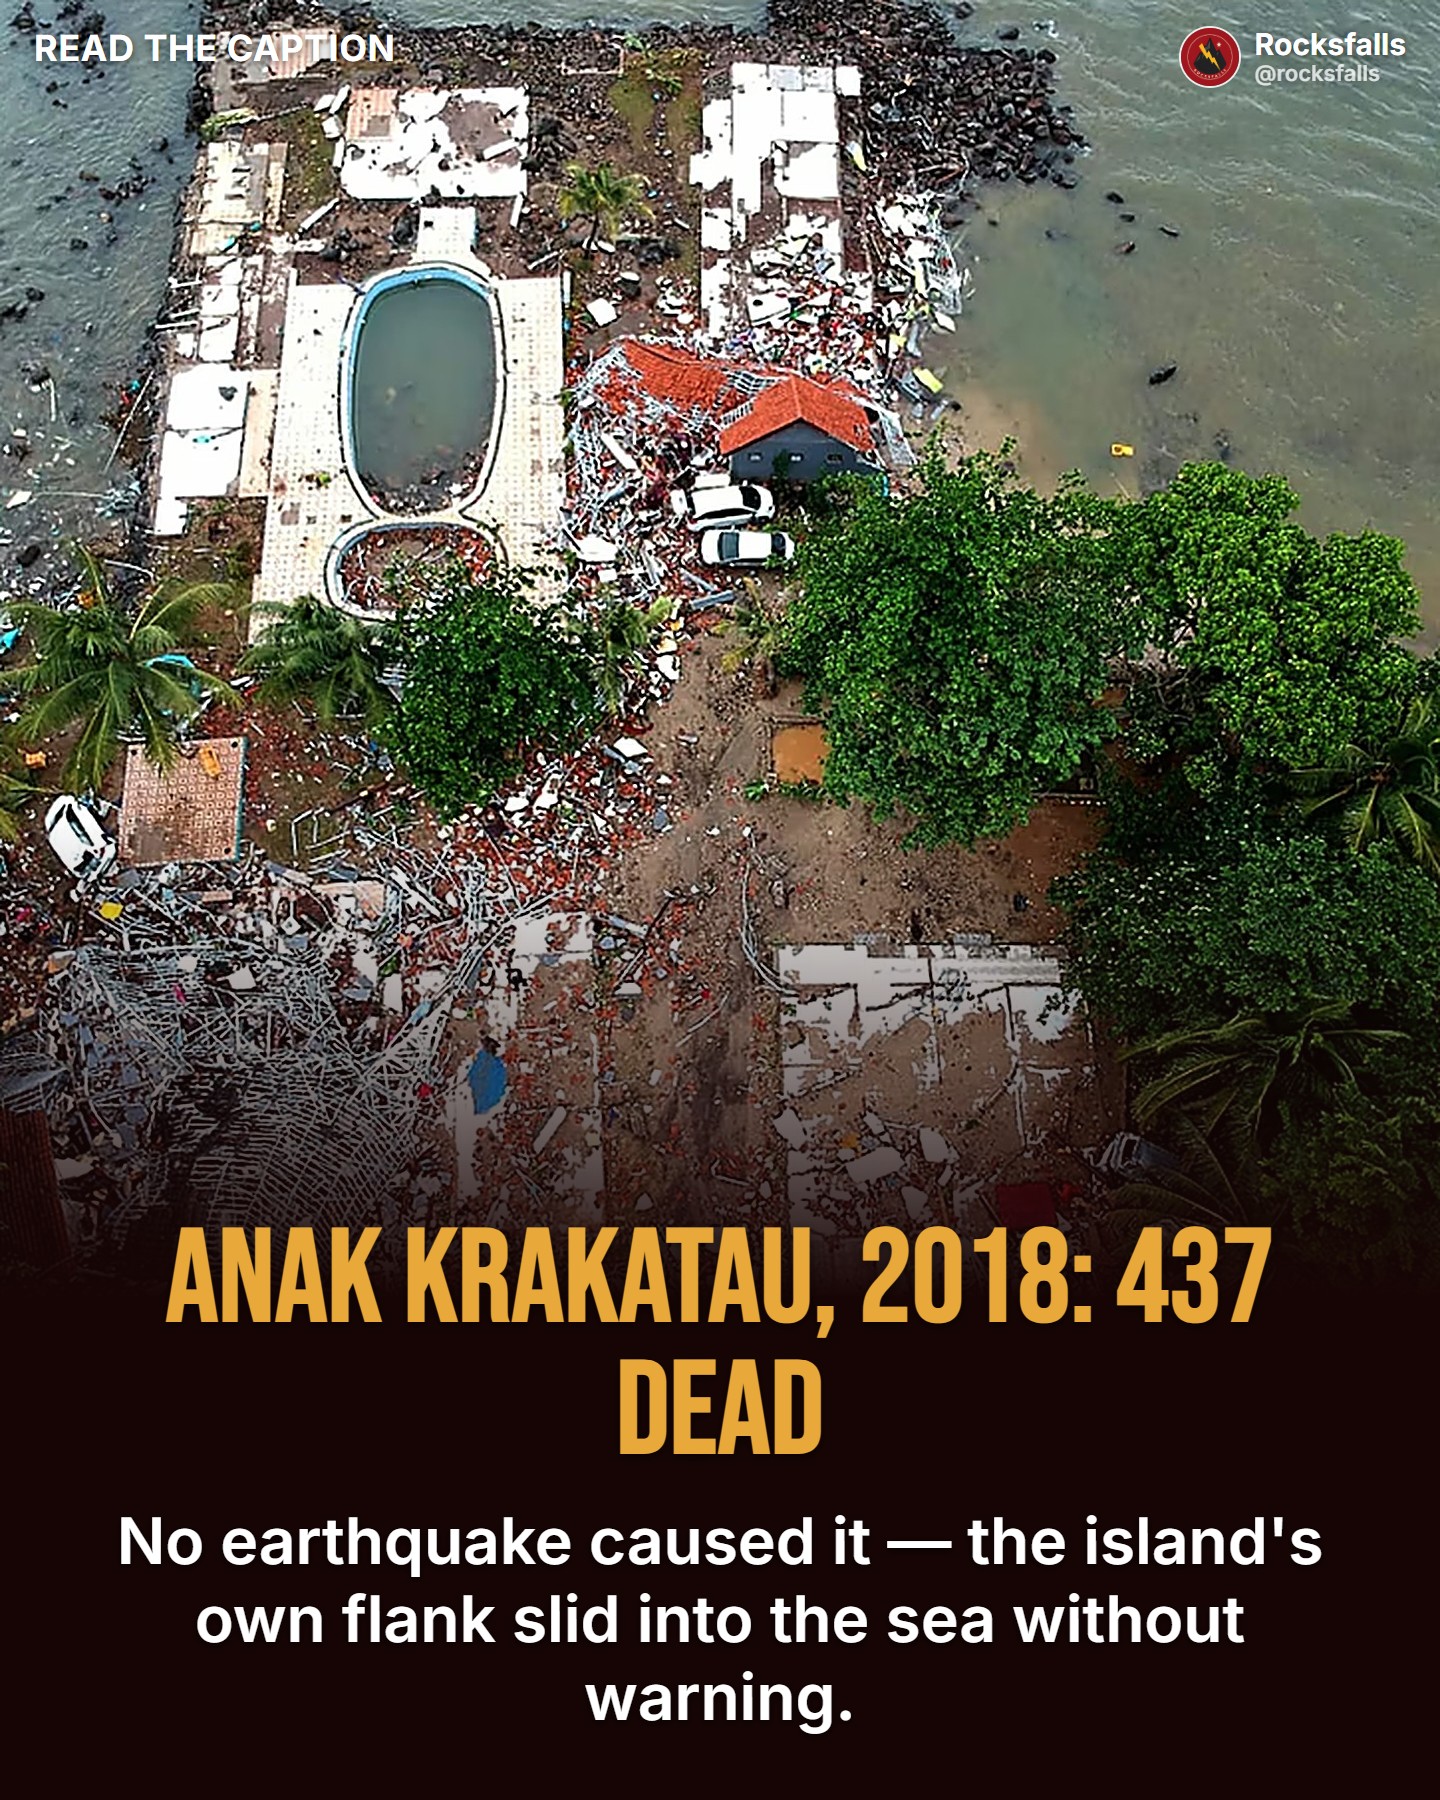 READ THE CAPTION
Rocksfalls
@rocksfalls
ANAK KRAKATAU, 2018: 437
DEAD
No earthquake caused it — the island's
own flank slid into the sea without
warning.